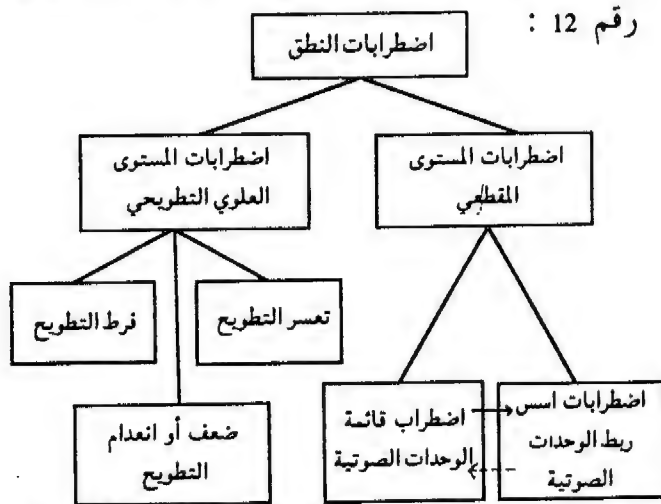 رقم 12 :
اضطرابات النطق
اضطرابات المستوى
المقطعي
اضطرابات المستوى
العلوي التطويحي
تعسر التطويح
فرط التطويح
ضعف أو انعدام
التطويح
اضطرابات اسس
ربط الوحدات
الصوتية
اضطراب قائمة
الوحدات الصوتية